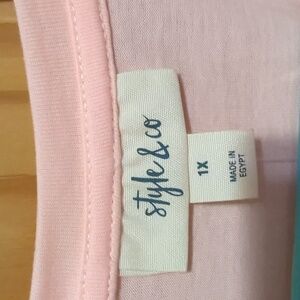 style & co
1X
MADE IN
EGYPT